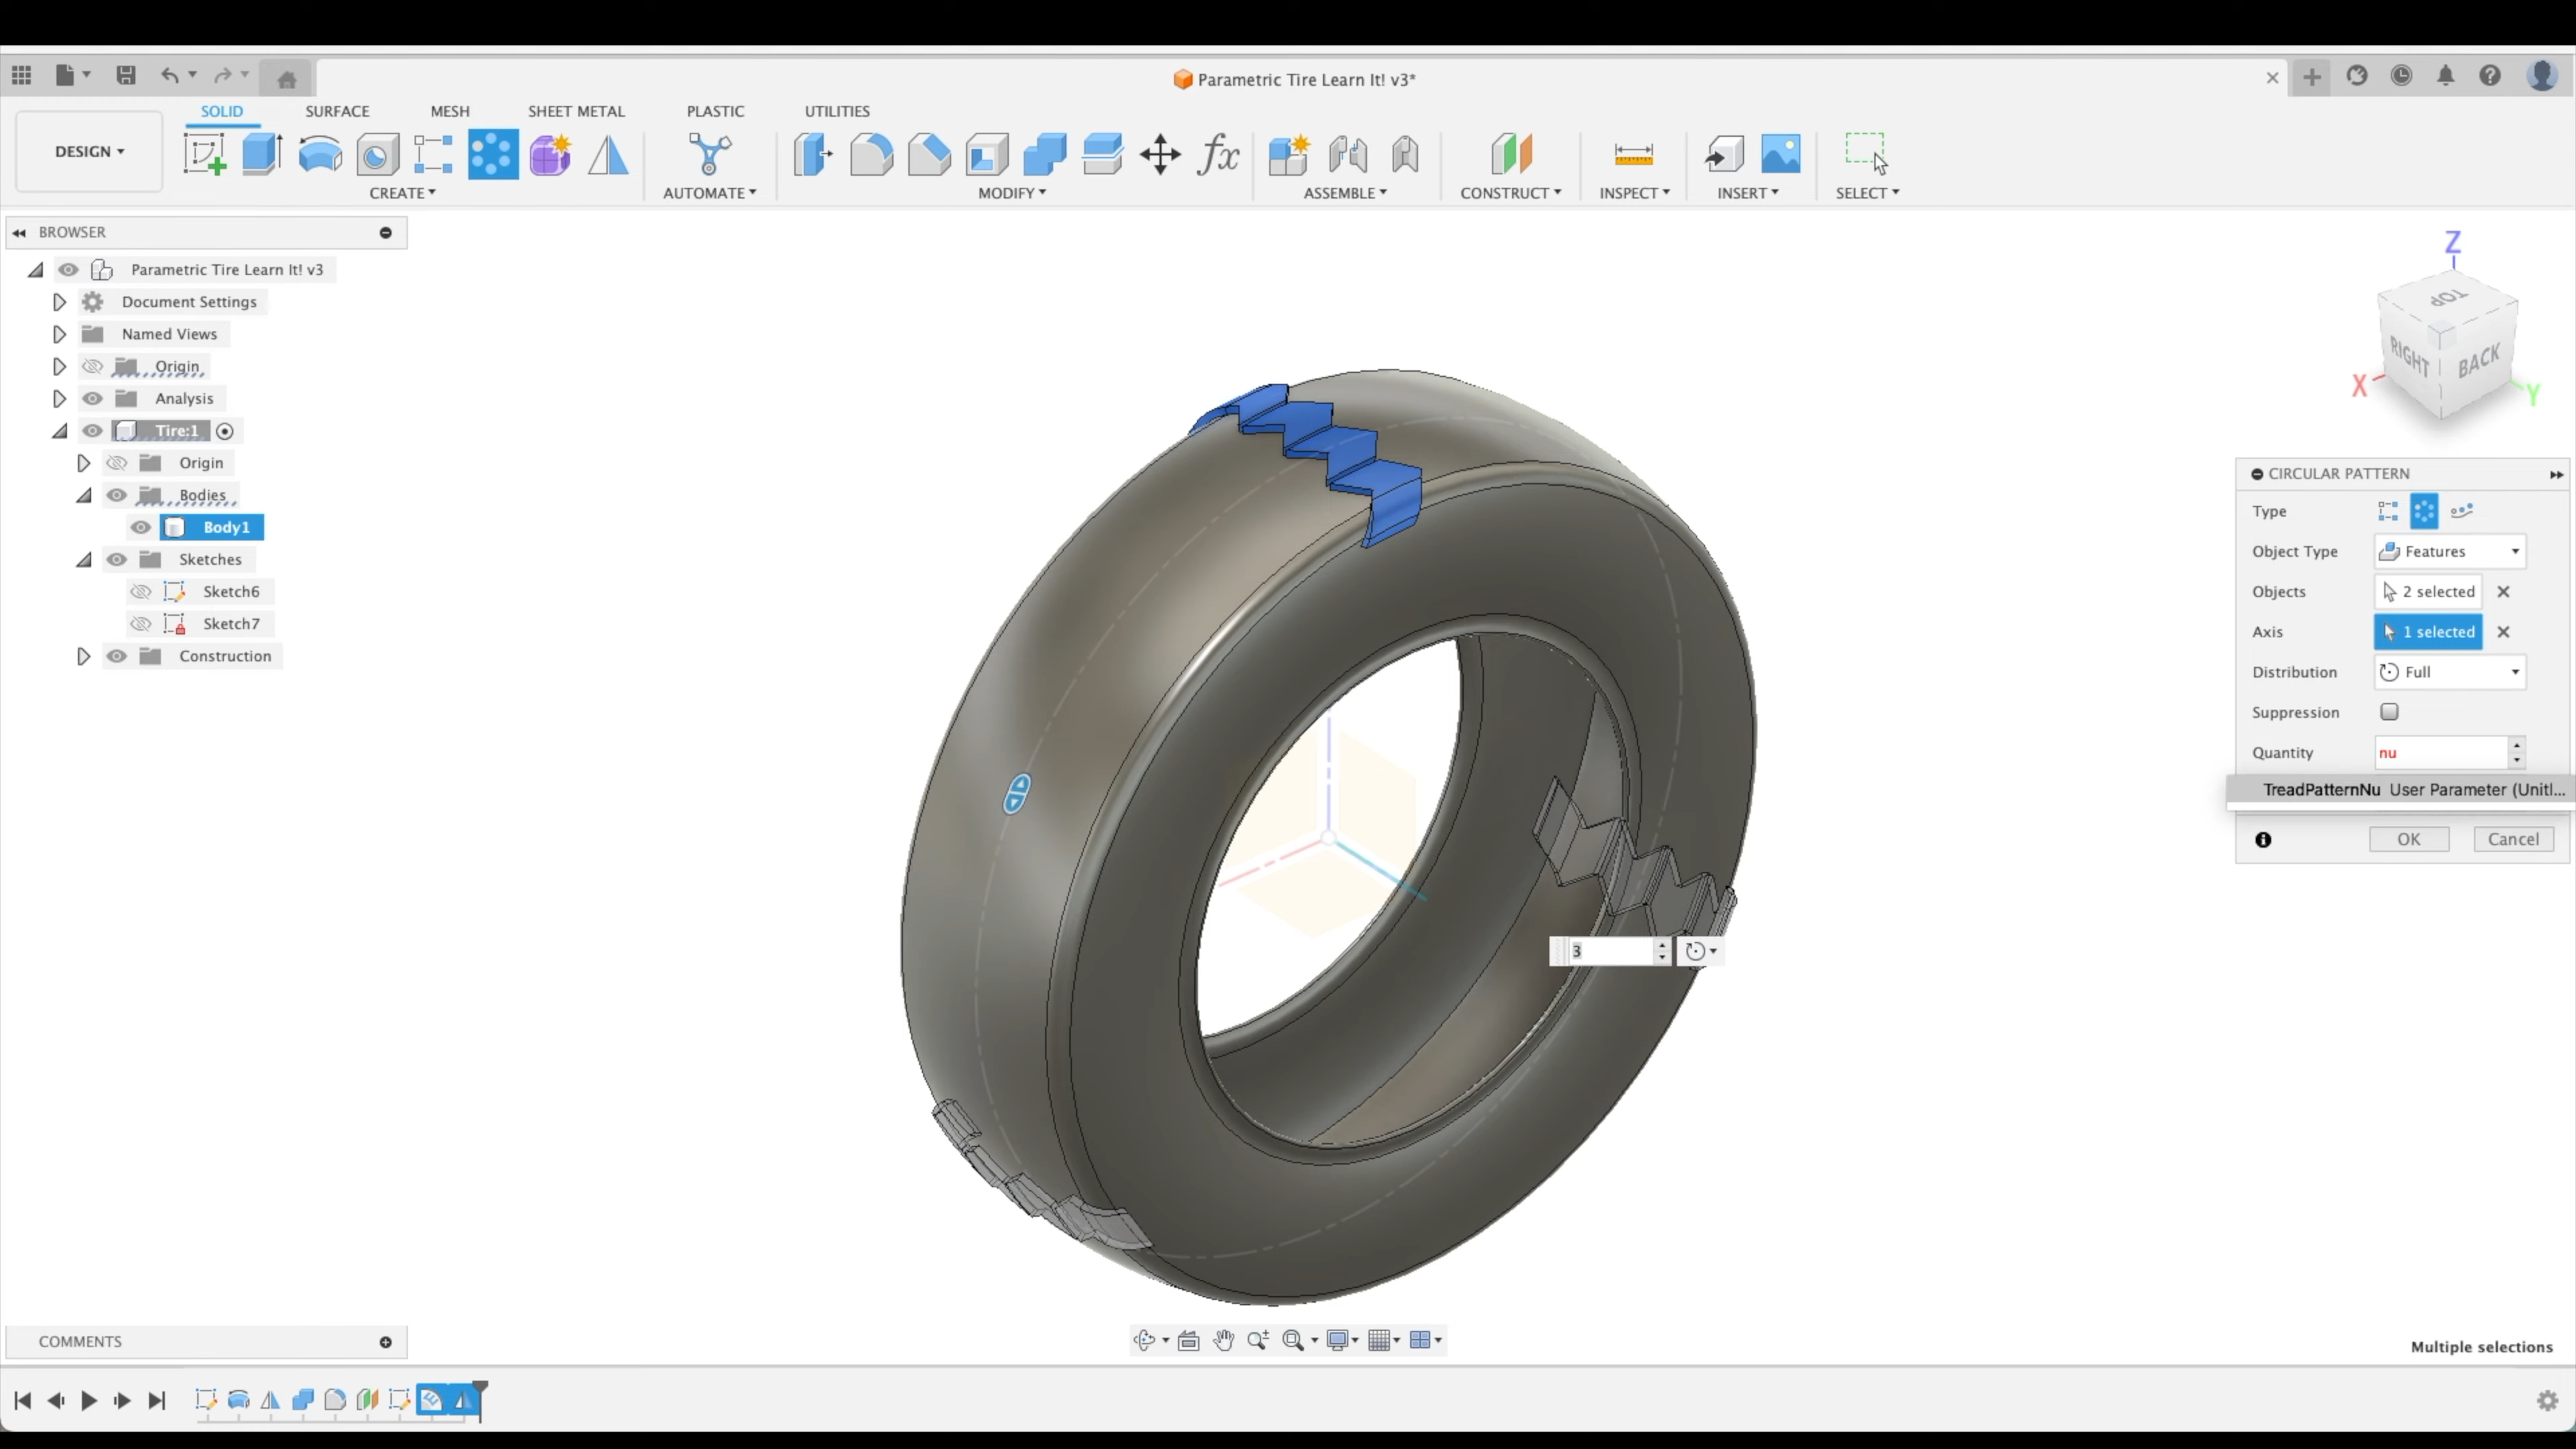 Parametric Tire Learn It! v3*
SOLID SURFACE MESH SHEET METAL PLASTIC UTILITIES
DESIGN
fx
CREATE AUTOMATE MODIFY ASSEMBLE CONSTRUCT INSPECT INSERT SELECT
BROWSER
Parametric Tire Learn It! v3
Document Settings
Named Views
Origin
Analysis
Tire:1
Origin
Bodies
Body1
Sketches
Sketch6
Sketch7
Construction
Z
TOP
RIGHT
BACK
X
Y
CIRCULAR PATTERN
Type
Object Type Features
Objects 2 selected
Axis 1 selected
Distribution Full
Suppression
Quantity nu
TreadPatternNu User Parameter (Unitl...
OK Cancel
3
COMMENTS
Multiple selections